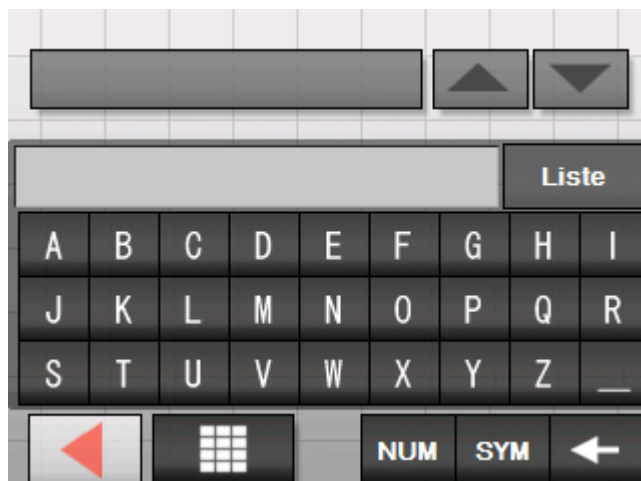 Liste
A B C D E F G H I
J K L M N O P Q R
S T U V W X Y Z _
NUM SYM